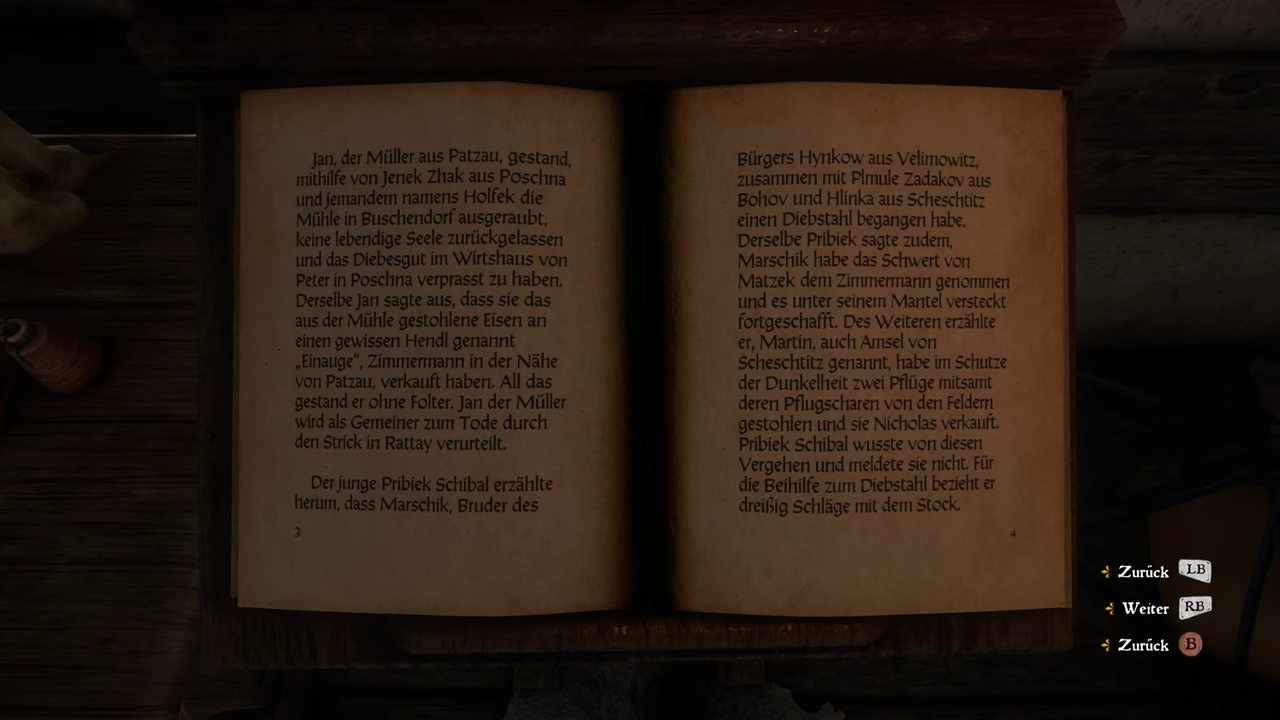 Jan, der Müller aus Patzau, gestand,
mithilfe von Jenek Zhak aus Poschna
und jemandem namens Holfek die
Mühle in Buschendorf ausgeraubt,
keine lebendige Seele zurückgelassen
und das Diebesgut im Wirtshaus von
Peter in Poschna verprasst zu haben.
Derselbe Jan sagte aus, dass sie das
aus der Mühle gestohlene Eisen an
einen gewissen Hendl genannt
„Einauge“, Zimmermann in der Nähe
von Patzau, verkauft haben. All das
gestand er ohne Folter. Jan der Müller
wird als Gemeiner zum Tode durch
den Strick in Rattay verurteilt.
Der junge Pribiek Schibal erzählte
herum, dass Marschik, Bruder des
3
Bürgers Hynkow aus Velimowitz,
zusammen mit Plmule Zadakov aus
Bohov und Hlinka aus Scheschtitz
einen Diebstahl begangen habe.
Derselbe Pribiek sagte zudem,
Marschik habe das Schwert von
Matzek dem Zimmermann genommen
und es unter seinem Mantel versteckt
fortgeschafft. Des Weiteren erzählte
er, Martin, auch Amsel von
Scheschtitz genannt, habe im Schutze
der Dunkelheit zwei Pflüge mitsamt
deren Pflugscharen von den Feldern
gestohlen und sie Nicholas verkauft.
Pribiek Schibal wusste von diesen
Vergehen und meldete sie nicht. Für
die Beihilfe zum Diebstahl bezieht er
dreißig Schläge mit dem Stock.
4
Zurück LB
Weiter RB
Zurück B